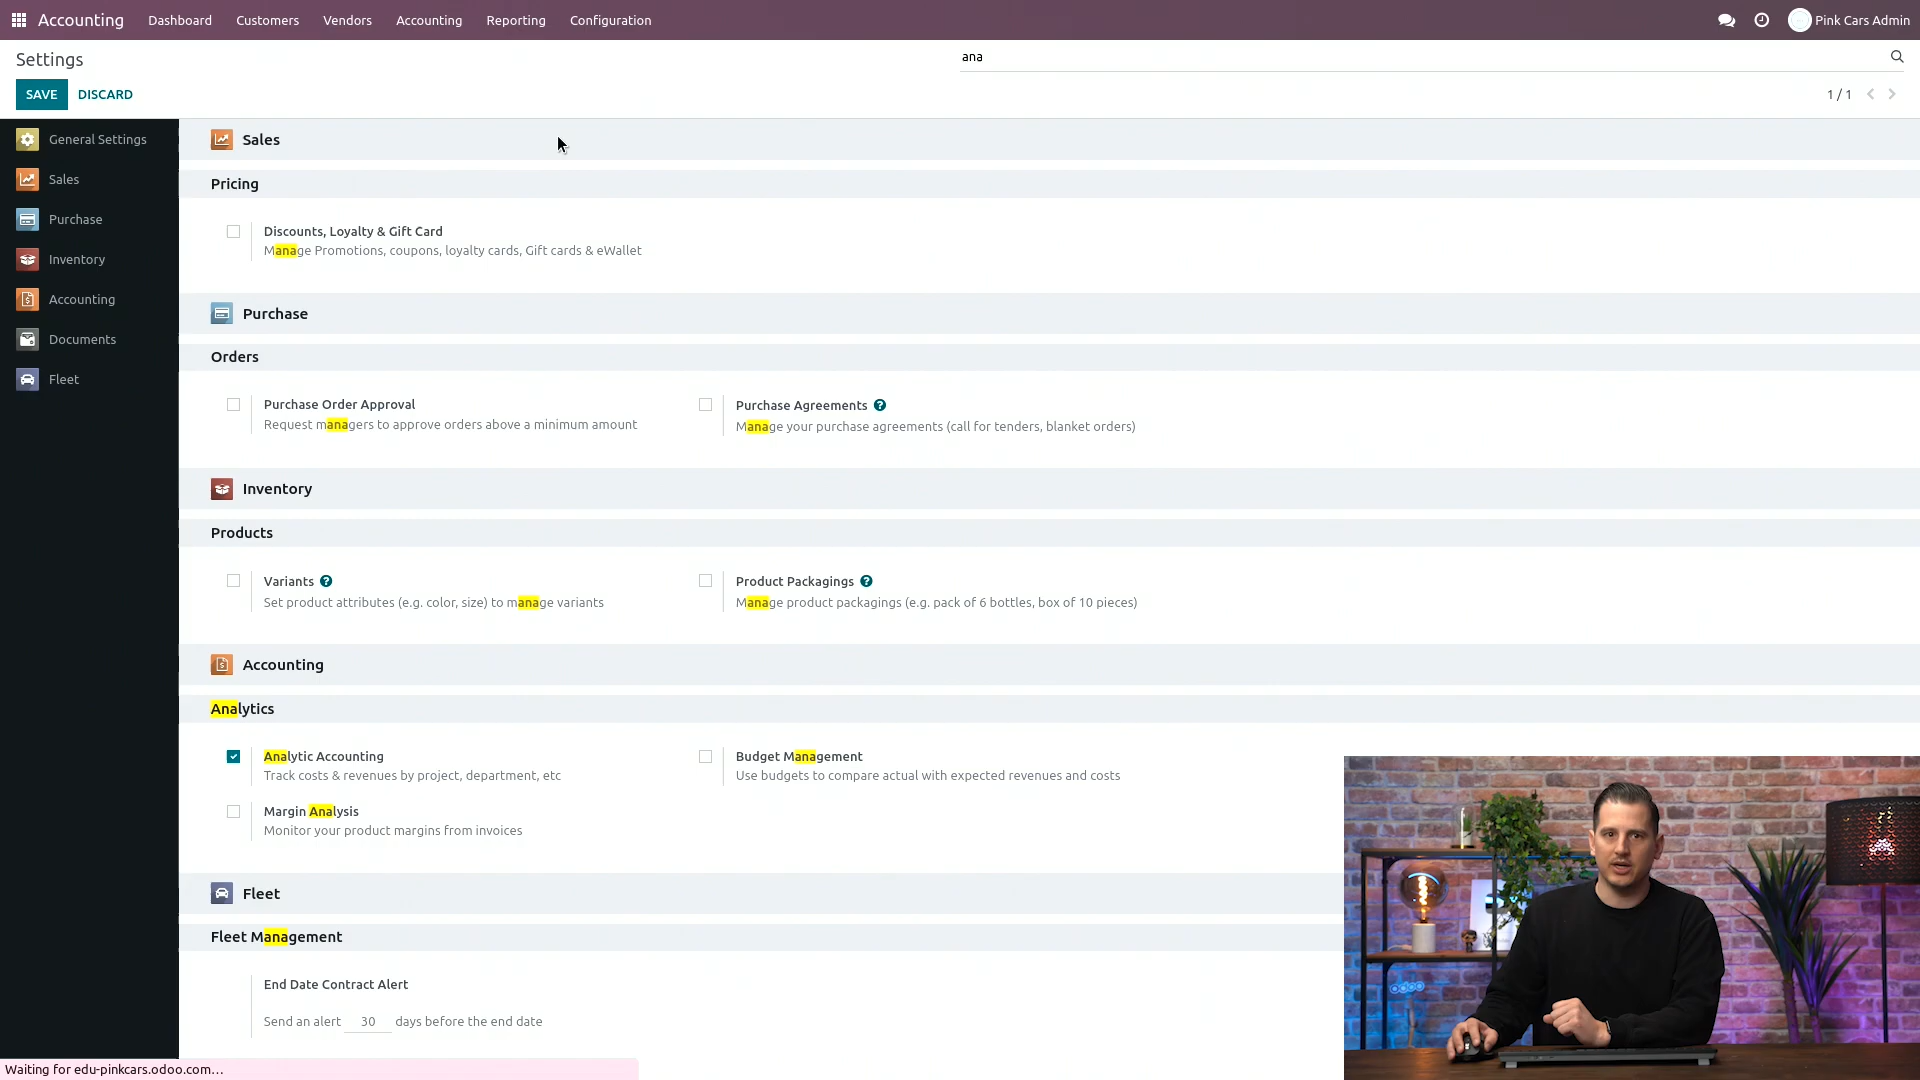 Accounting Dashboard Customers Vendors Accounting Reporting Configuration Pink Cars Admin
Settings
ana
SAVE DISCARD
1 / 1
General Settings
Sales
Purchase
Inventory
Accounting
Documents
Fleet
Sales
Pricing
Discounts, Loyalty & Gift Card
Manage Promotions, coupons, loyalty cards, Gift cards & eWallet
Purchase
Orders
Purchase Order Approval
Request managers to approve orders above a minimum amount
Purchase Agreements ?
Manage your purchase agreements (call for tenders, blanket orders)
Inventory
Products
Variants ?
Set product attributes (e.g. color, size) to manage variants
Product Packagings ?
Manage product packagings (e.g. pack of 6 bottles, box of 10 pieces)
Accounting
Analytics
Analytic Accounting
Track costs & revenues by project, department, etc
Budget Management
Use budgets to compare actual with expected revenues and costs
Margin Analysis
Monitor your product margins from invoices
Fleet
Fleet Management
End Date Contract Alert
Send an alert 30 days before the end date
Waiting for edu-pinkcars.odoo.com...